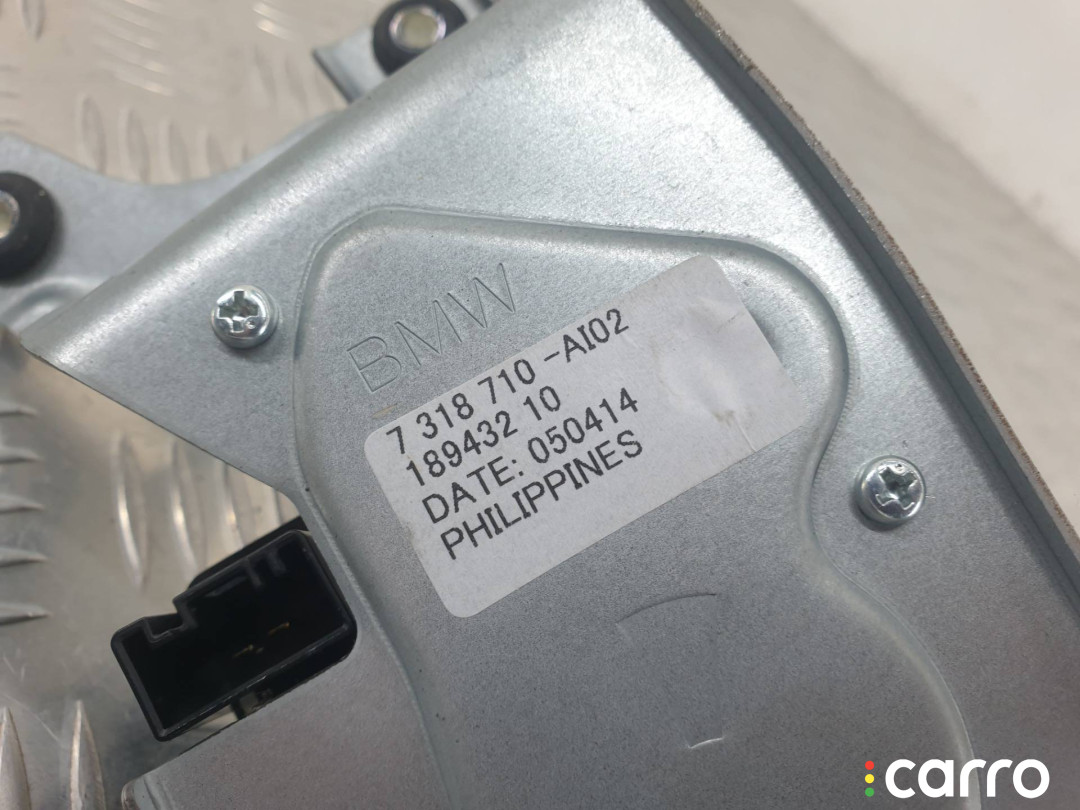 BMW
7 318 710 -AI02
189432 10
DATE: 050414
PHILIPPINES
carro